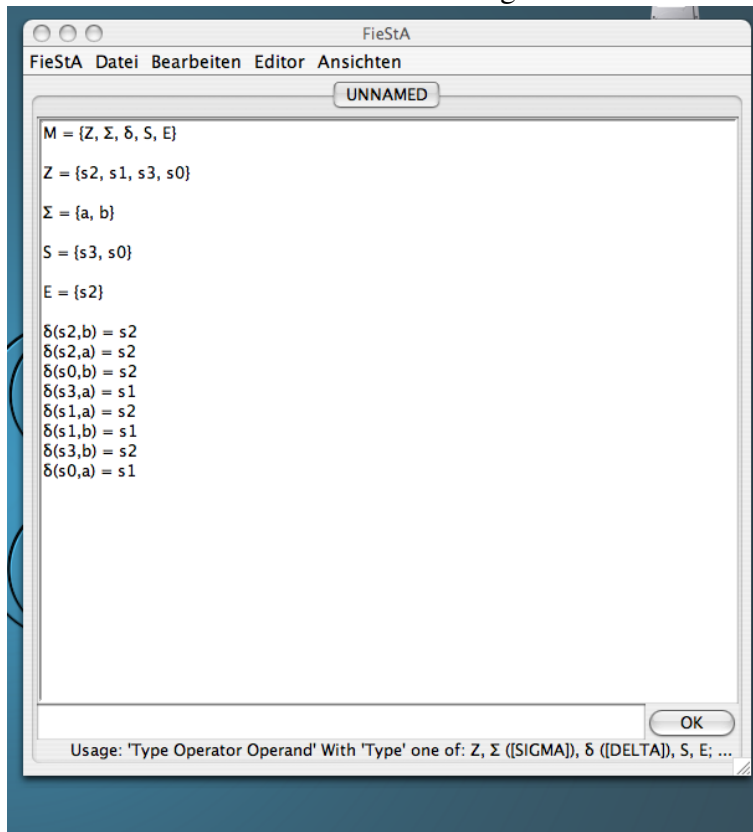 FieStA
FieStA Datei Bearbeiten Editor Ansichten
UNNAMED
M = {Z, Σ, δ, S, E}
Z = {s2, s1, s3, s0}
Σ = {a, b}
S = {s3, s0}
E = {s2}
δ(s2,b) = s2
δ(s2,a) = s2
δ(s0,b) = s2
δ(s3,a) = s1
δ(s1,a) = s2
δ(s1,b) = s1
δ(s3,b) = s2
δ(s0,a) = s1
OK
Usage: 'Type Operator Operand' With 'Type' one of: Z, Σ ([SIGMA]), δ ([DELTA]), S, E; ...